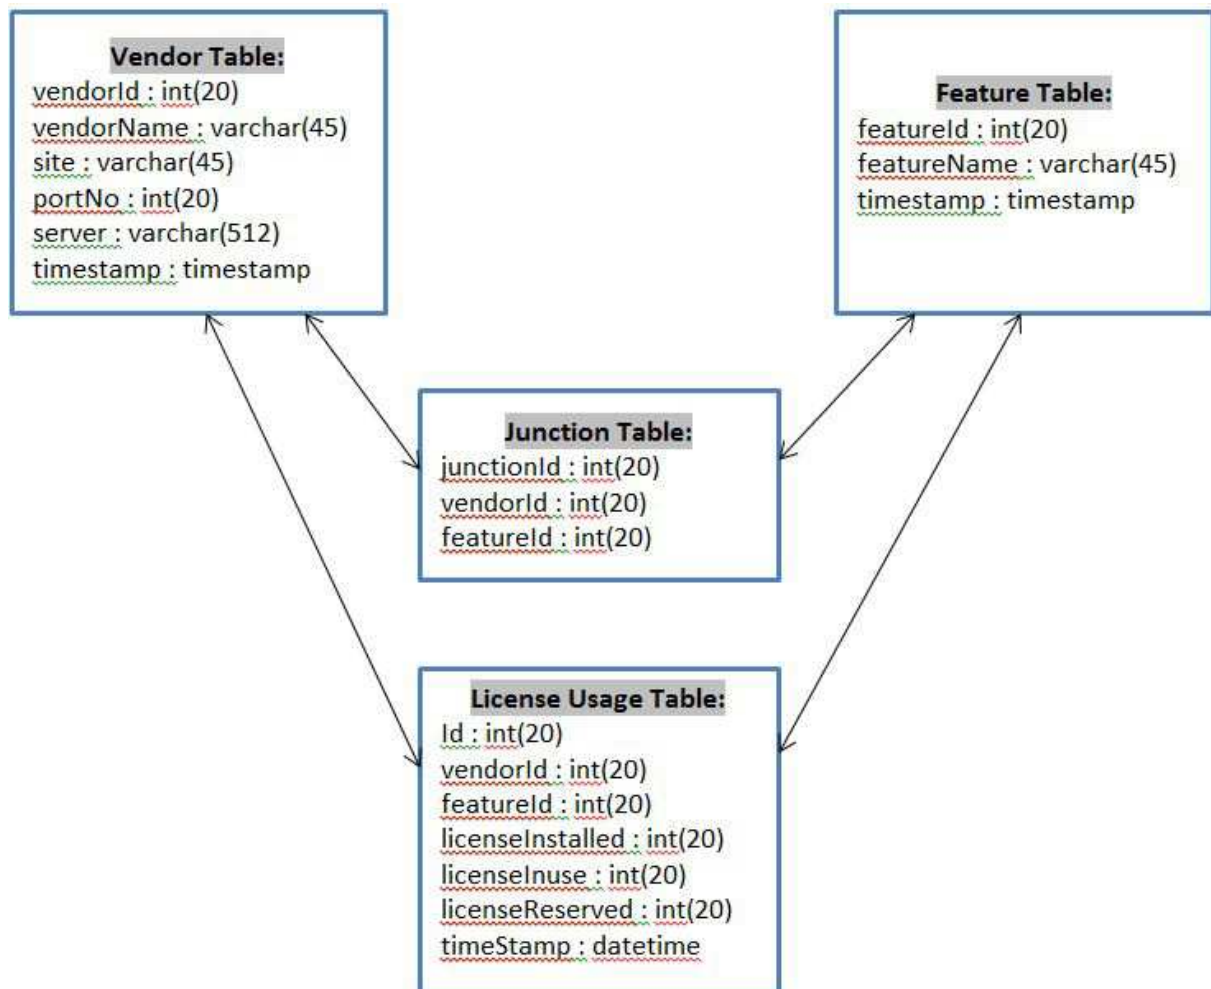 Vendor Table:
vendorId : int(20)
vendorName : varchar(45)
site : varchar(45)
portNo : int(20)
server : varchar(512)
timestamp : timestamp
Feature Table:
featureId : int(20)
featureName : varchar(45)
timestamp : timestamp
Junction Table:
junctionId : int(20)
vendorId : int(20)
featureId : int(20)
License Usage Table:
Id : int(20)
vendorId : int(20)
featureId : int(20)
licenseInstalled : int(20)
licenseInuse : int(20)
licenseReserved : int(20)
timeStamp : datetime